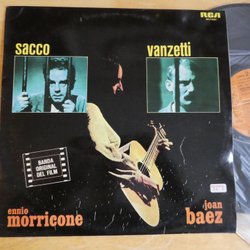 RCA
sacco
vanzetti
BANDA
ORIGINAL
DEL FILM
ennio
morricone
joan
baez